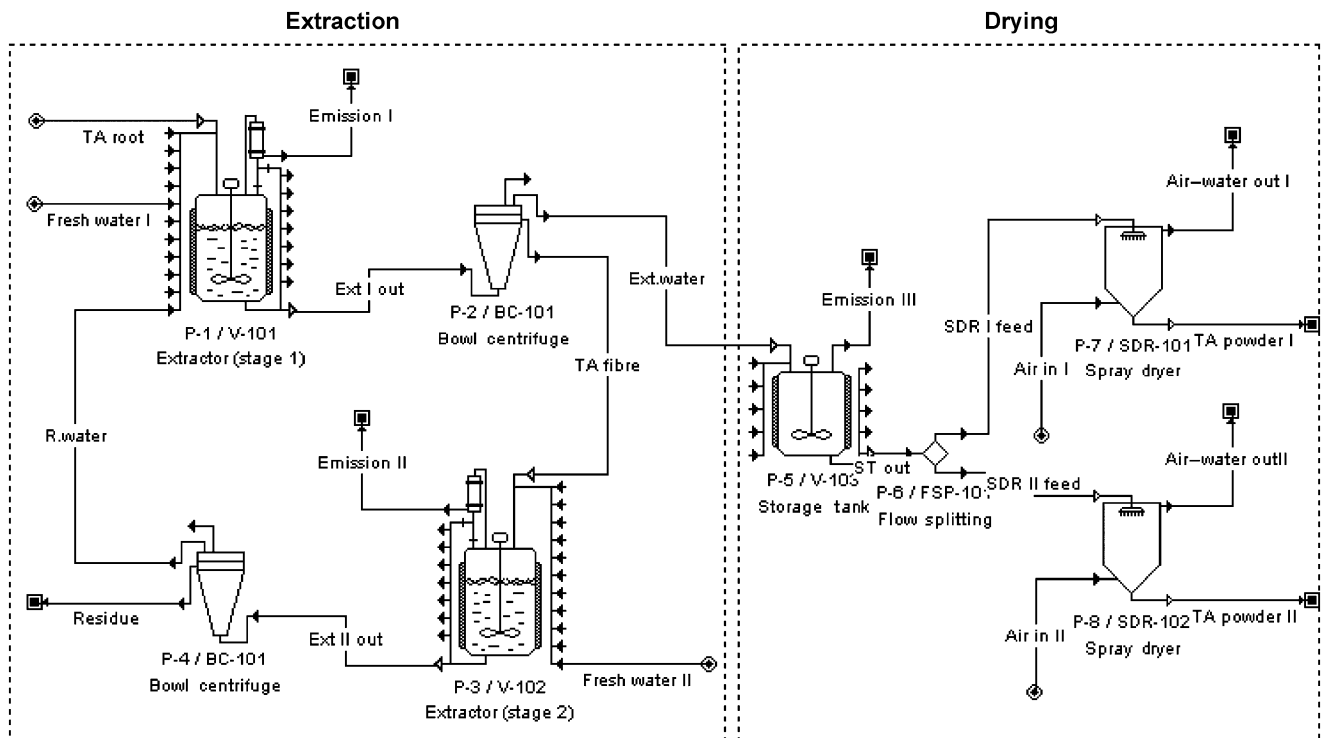 Extraction
Drying
Emission I
TA root
Fresh water I
Ext I out
P-1 / V-101
Extractor (stage 1)
P-2 / BC-101
Bowl centrifuge
Ext.water
TA fibre
R.water
Emission II
P-4 / BC-101
Bowl centrifuge
Residue
Ext II out
P-3 / V-102
Extractor (stage 2)
Fresh water II
Emission III
P-5 / V-103
Storage tank
ST out
P-6 / FSP-101
Flow splitting
SDR I feed
SDR II feed
Air-water out I
Air in I
P-7 / SDR-101
Spray dryer
TA powder I
Air-water outII
Air in II
P-8 / SDR-102
Spray dryer
TA powder II